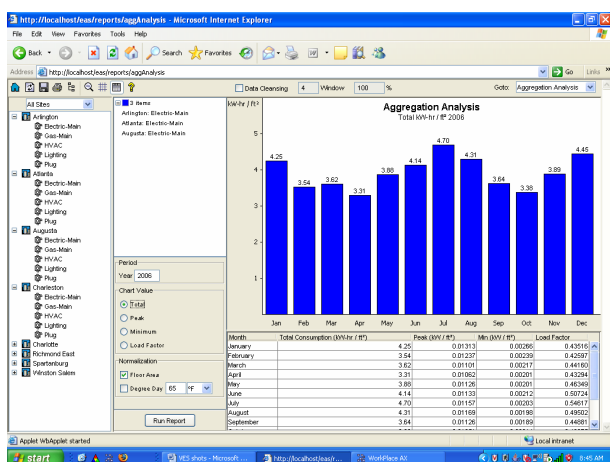 http://localhost/eas/reports/aggAnalysis - Microsoft Internet Explorer
File Edit View Favorites Tools Help
Back Search Favorites
Address http://localhost/eas/reports/aggAnalysis Go Links
Data Cleansing 4 Window 100 % Goto: Aggregation Analysis
All Sites
Arlington
Electric-Main
Gas-Main
HVAC
Lighting
Plug
Atlanta
Electric-Main
Gas-Main
HVAC
Lighting
Plug
Augusta
Electric-Main
Gas-Main
HVAC
Lighting
Plug
Charleston
Electric-Main
Gas-Main
HVAC
Lighting
Plug
Charlotte
Richmond East
Spartanburg
Winston Salem
3 items
Arlington: Electric-Main
Atlanta: Electric-Main
Augusta: Electric-Main
Period
Year 2006
Chart Value
Total
Peak
Minimum
Load Factor
Normalization
Floor Area
Degree Day 65 °F
Run Report
kW-hr / ft²
Aggregation Analysis
Total kW-hr / ft² 2006
5
4
3
2
1
4.25 3.54 3.62 3.31 3.88 4.14 4.70 4.31 3.64 3.38 3.89 4.45
Jan Feb Mar Apr May Jun Jul Aug Sep Oct Nov Dec
Month Total Consumption (kW-hr / ft²) Peak (kW / ft²) Min (kW / ft²) Load Factor
January 4.25 0.01313 0.00266 0.43516
February 3.54 0.01237 0.00239 0.42597
March 3.62 0.01101 0.00217 0.44160
April 3.31 0.01062 0.00201 0.43294
May 3.88 0.01126 0.00201 0.46349
June 4.14 0.01133 0.00212 0.50724
July 4.70 0.01157 0.00203 0.54617
August 4.31 0.01169 0.00198 0.49502
September 3.64 0.01126 0.00189 0.44881
Applet WbApplet started Local intranet
start VES shots - Microsoft ... http://localhost/eas/r... WorkPlace AX 8:45 AM